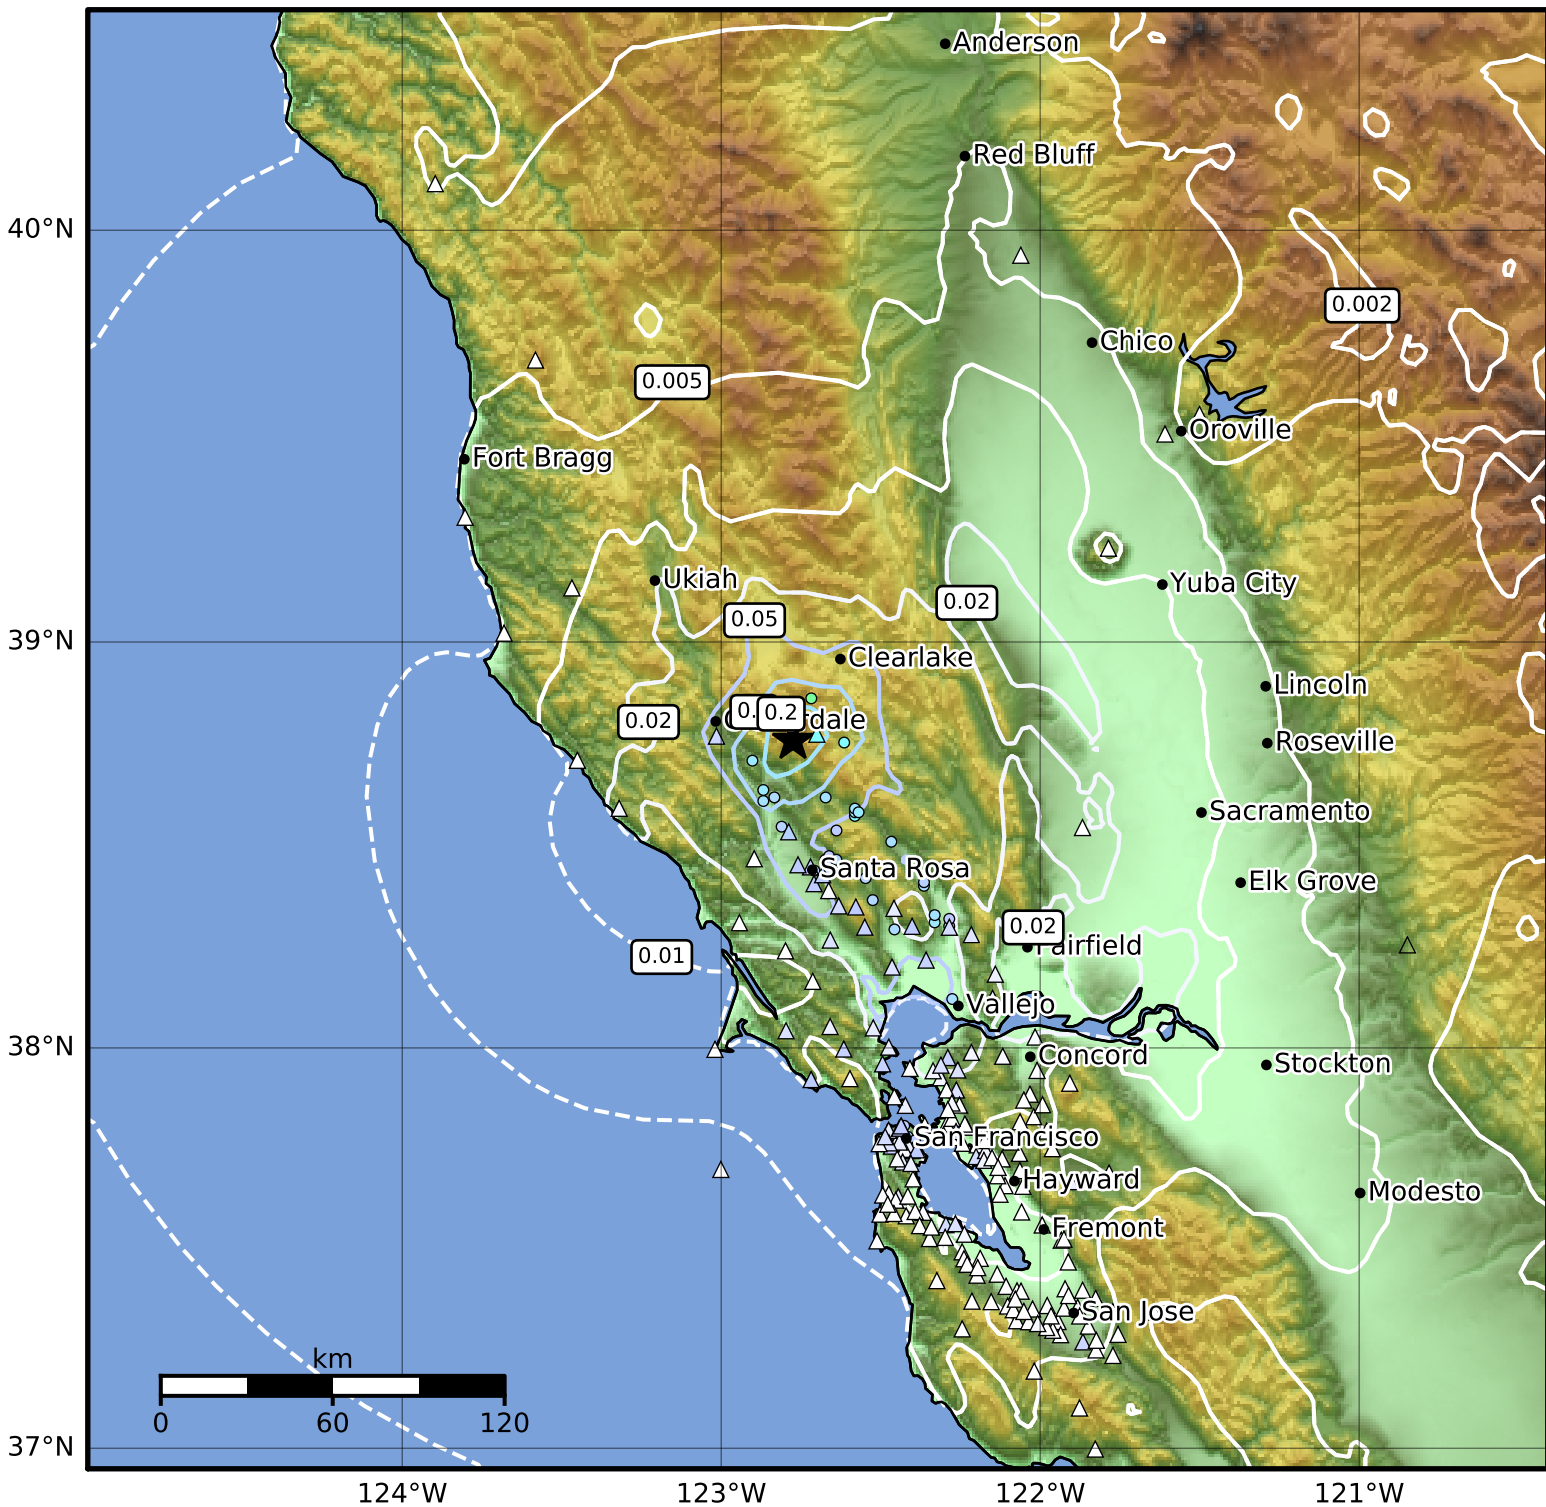 Anderson
Red Bluff
40°N
0.002
Chico
0.005
Oroville
Fort Bragg
Ukiah
Yuba City
0.02
0.05
39°N
Clearlake
Lincoln
0.02
0.2
rdale
Roseville
Sacramento
Santa Rosa
Elk Grove
0.02
Fairfield
0.01
Vallejo
38°N
Concord
Stockton
San Francisco
Hayward
Modesto
Fremont
San Jose
km
0
60
120
37°N
124°W
123°W
122°W
121°W